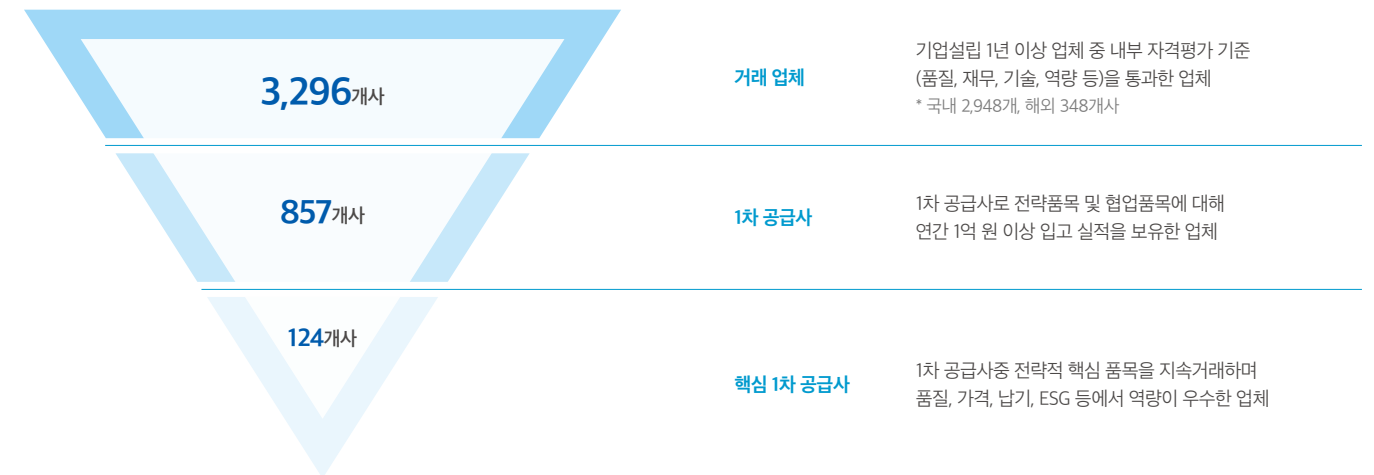 3,296개사
거래 업체
기업설립 1년 이상 업체 중 내부 자격평가 기준
(품질, 재무, 기술, 역량 등)을 통과한 업체
* 국내 2,948개, 해외 348개사
857개사
1차 공급사
1차 공급사로 전략품목 및 협업품목에 대해
연간 1억 원 이상 입고 실적을 보유한 업체
124개사
핵심 1차 공급사
1차 공급사중 전략적 핵심 품목을 지속거래하며
품질, 가격, 납기, ESG 등에서 역량이 우수한 업체